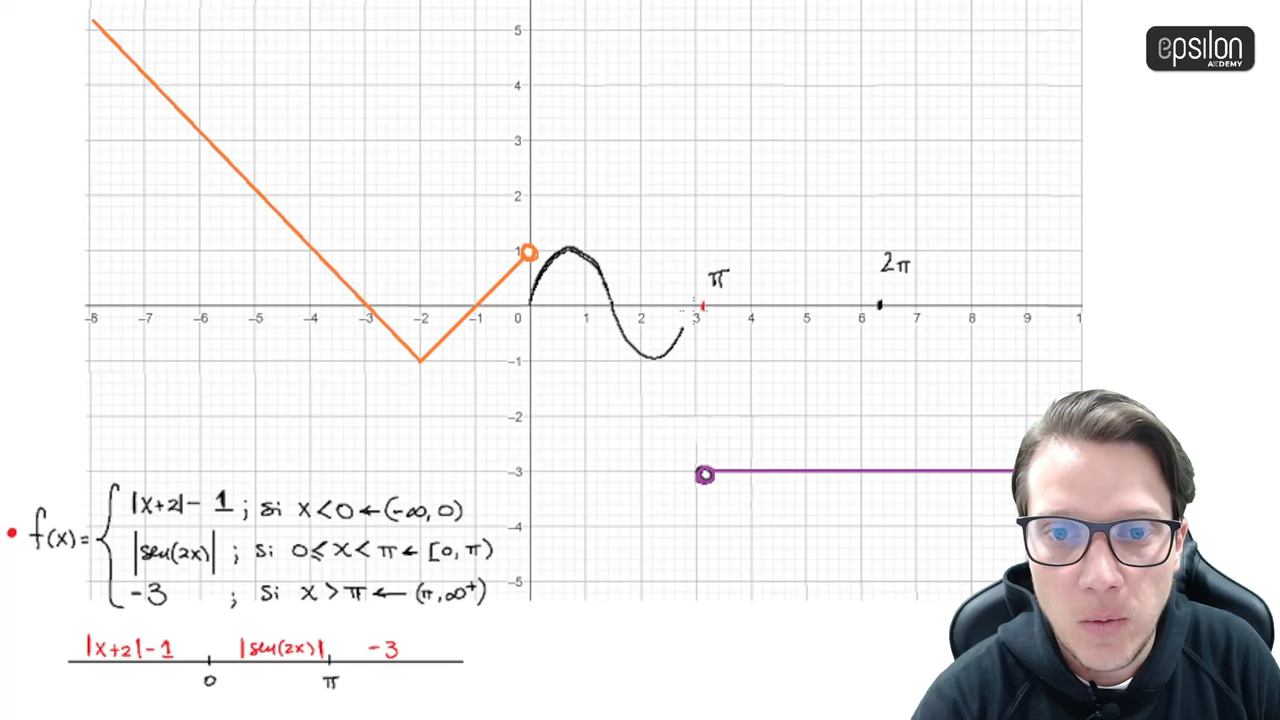 epsilon
AXDEMY
5
4
3
2
1
-8 -7 -6 -5 -4 -3 -2 -1 0 1 2 3 4 5 6 7 8 9 1
π
2π
-1
-2
-3
-4
-5
f(x)= |x+2|- 1 ; si x<0 ← (-∞, 0)
|sen(2x)| ; si 0≤x<π ← [0, π)
-3 ; si x>π ← (π,∞⁺)
|x+2|-1 |sen(2x)| -3
0 π